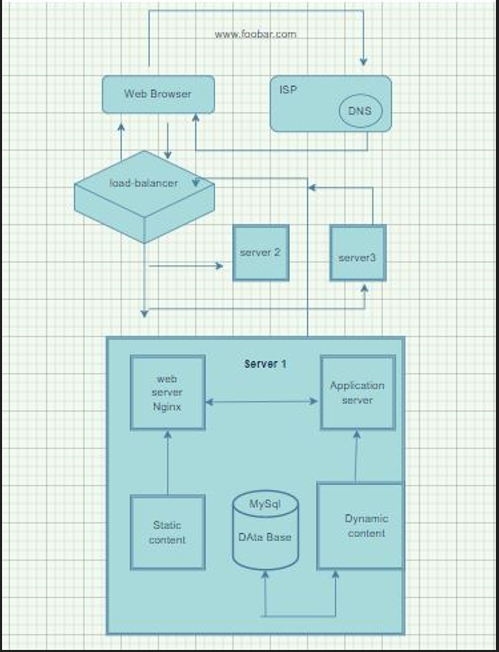 www.foobar.com
Web Browser
ISP
DNS
load-balancer
server 2
server3
Server 1
web
server
Nginx
Application
server
Static
content
MySql
DAta Base
Dynamic
content